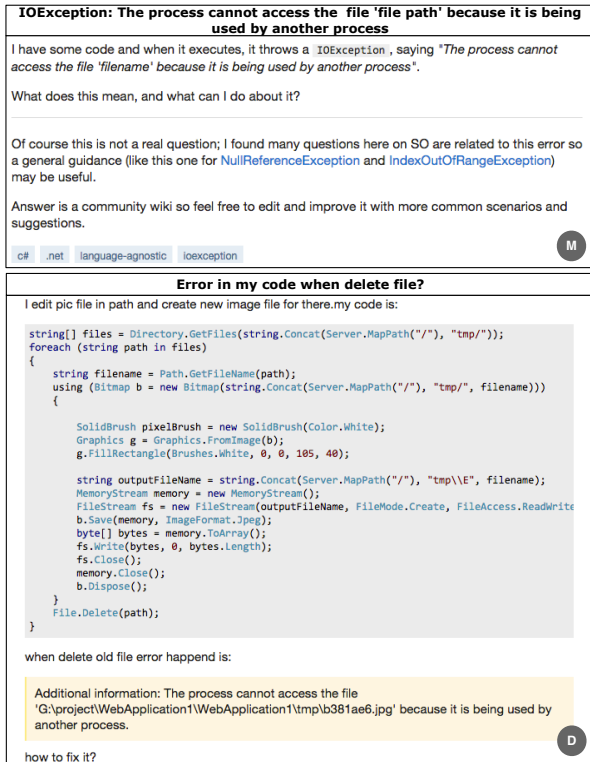 IOException: The process cannot access the  file 'file path' because it is being
used by another process
I have some code and when it executes, it throws a IOException, saying "The process cannot
access the file 'filename' because it is being used by another process".
What does this mean, and what can I do about it?
Of course this is not a real question; I found many questions here on SO are related to this error so
a general guidance (like this one for NullReferenceException and IndexOutOfRangeException)
may be useful.
Answer is a community wiki so feel free to edit and improve it with more common scenarios and
suggestions.
c# .net language-agnostic ioexception
M
Error in my code when delete file?
I edit pic file in path and create new image file for there.my code is:
string[] files = Directory.GetFiles(string.Concat(Server.MapPath("/"), "tmp/"));
foreach (string path in files)
{
    string filename = Path.GetFileName(path);
    using (Bitmap b = new Bitmap(string.Concat(Server.MapPath("/"), "tmp/", filename)))
    {
        SolidBrush pixelBrush = new SolidBrush(Color.White);
        Graphics g = Graphics.FromImage(b);
        g.FillRectangle(Brushes.White, 0, 0, 105, 40);
        string outputFileName = string.Concat(Server.MapPath("/"), "tmp\\E", filename);
        MemoryStream memory = new MemoryStream();
        FileStream fs = new FileStream(outputFileName, FileMode.Create, FileAccess.ReadWrite
        b.Save(memory, ImageFormat.Jpeg);
        byte[] bytes = memory.ToArray();
        fs.Write(bytes, 0, bytes.Length);
        fs.Close();
        memory.Close();
        b.Dispose();
    }
    File.Delete(path);
}
when delete old file error happend is:
Additional information: The process cannot access the file
'G:\project\WebApplication1\WebApplication1\tmp\b381ae6.jpg' because it is being used by
another process.
D
how to fix it?